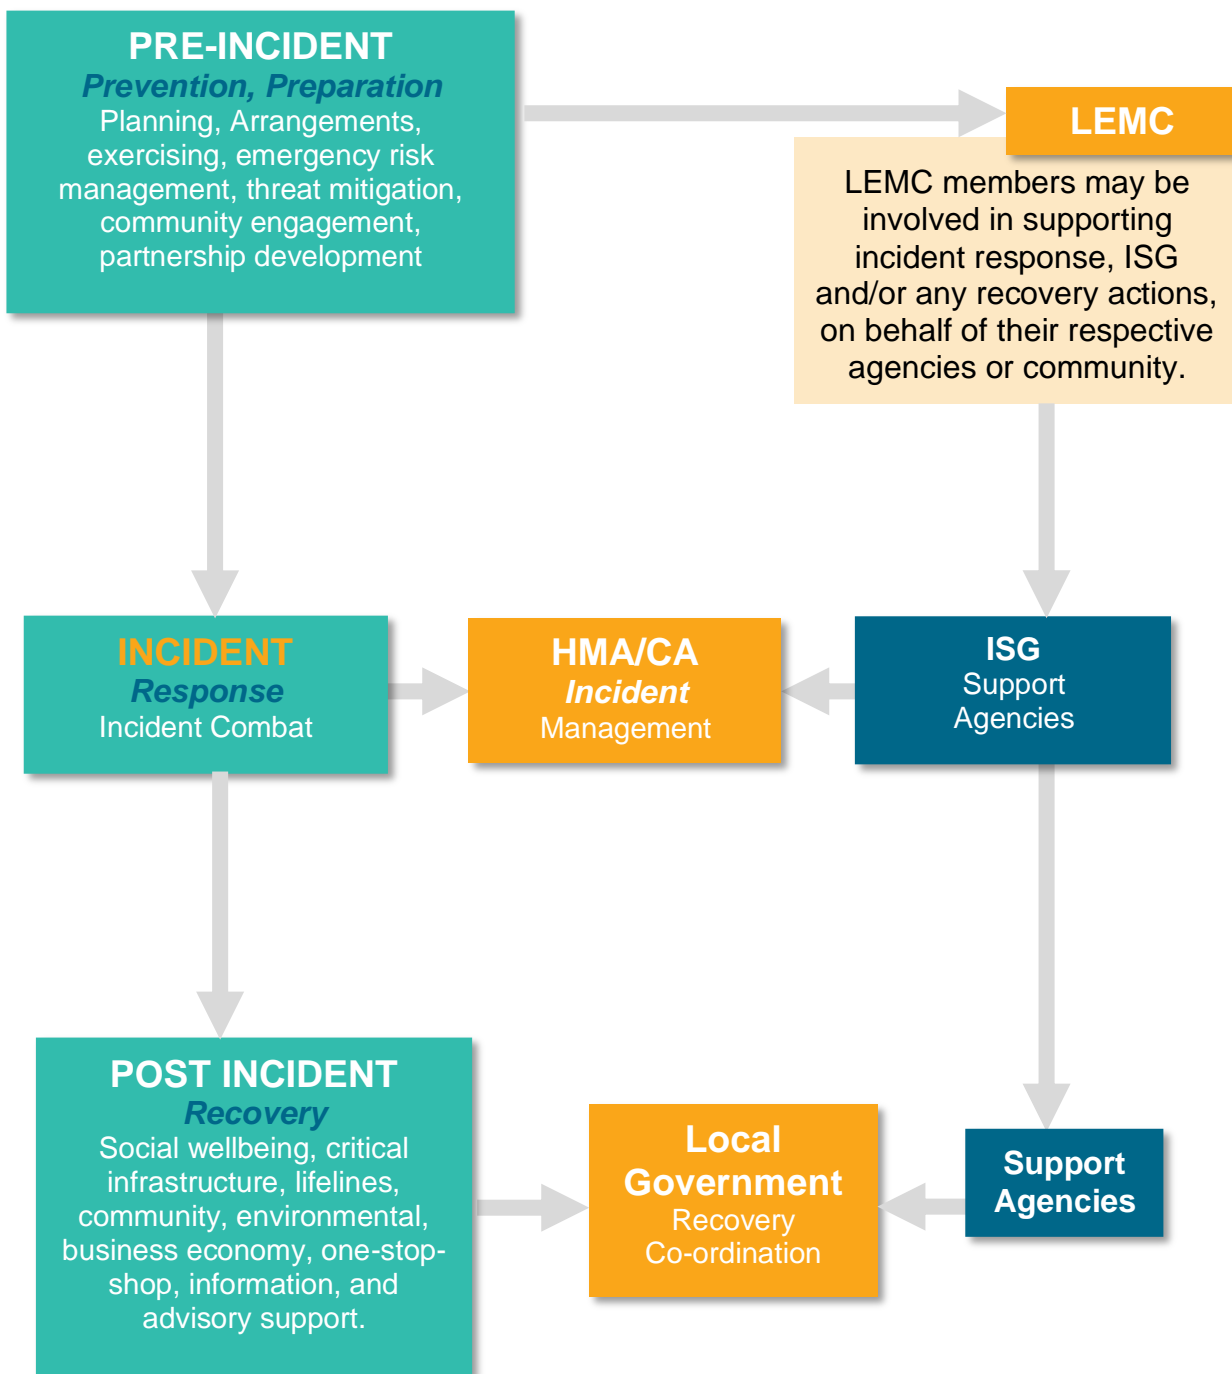 PRE-INCIDENT
Prevention, Preparation
Planning, Arrangements,
exercising, emergency risk
management, threat mitigation,
community engagement,
partnership development
LEMC
LEMC members may be
involved in supporting
incident response, ISG
and/or any recovery actions,
on behalf of their respective
agencies or community.
INCIDENT
Response
Incident Combat
HMA/CA
Incident
Management
ISG
Support
Agencies
POST INCIDENT
Recovery
Social wellbeing, critical
infrastructure, lifelines,
community, environmental,
business economy, one-stop-
shop, information, and
advisory support.
Local
Government
Recovery
Co-ordination
Support
Agencies